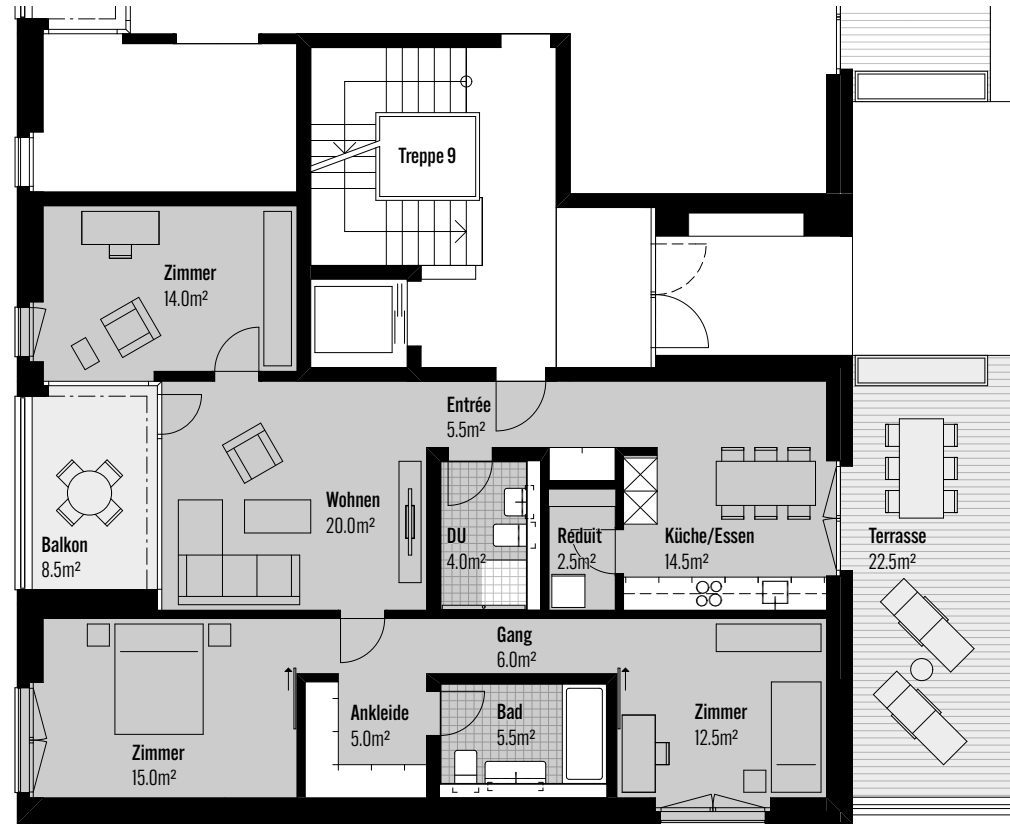 Treppe 9
Zimmer
14.0m²
Entrée
5.5m²
Wohnen
20.0m²
Balkon
8.5m²
DU
4.0m²
Reduit
2.5m²
Küche/Essen
14.5m²
Terrasse
22.5m²
Gang
6.0m²
Zimmer
15.0m²
Ankleide
5.0m²
Bad
5.5m²
Zimmer
12.5m²